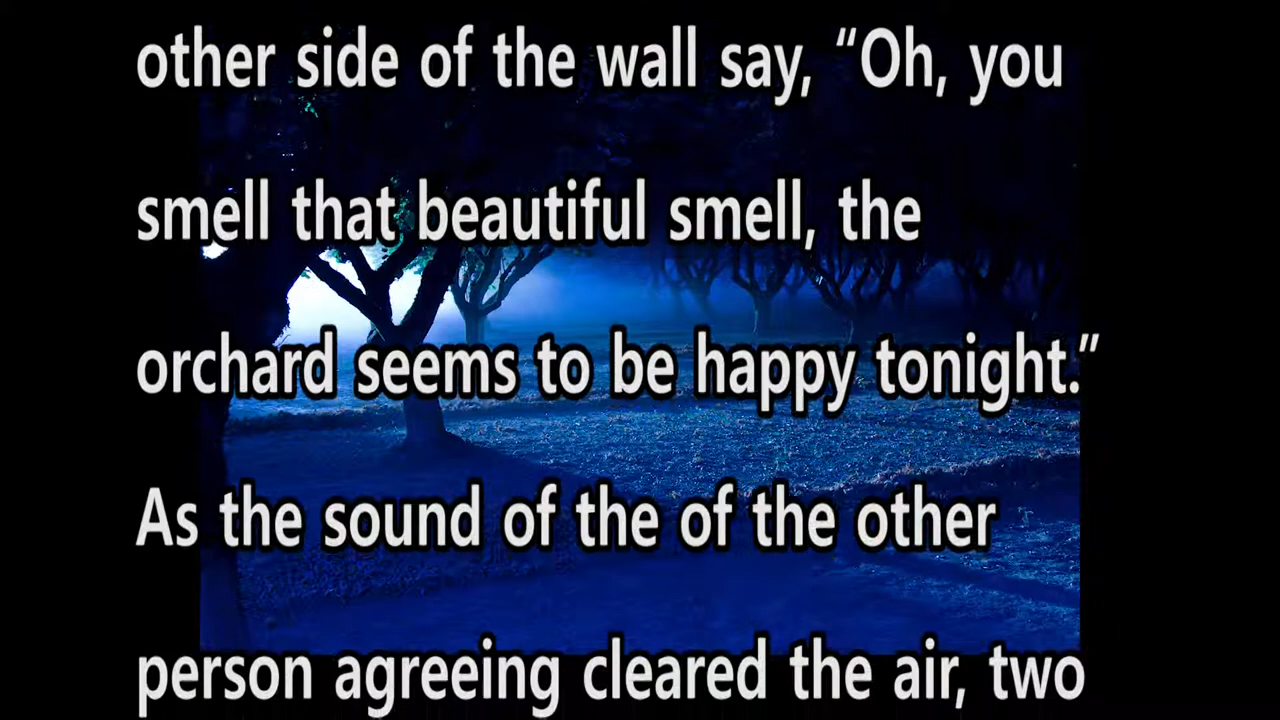 other side of the wall say, “Oh, you
smell that beautiful smell, the
orchard seems to be happy tonight.”
As the sound of the of the other
person agreeing cleared the air, two